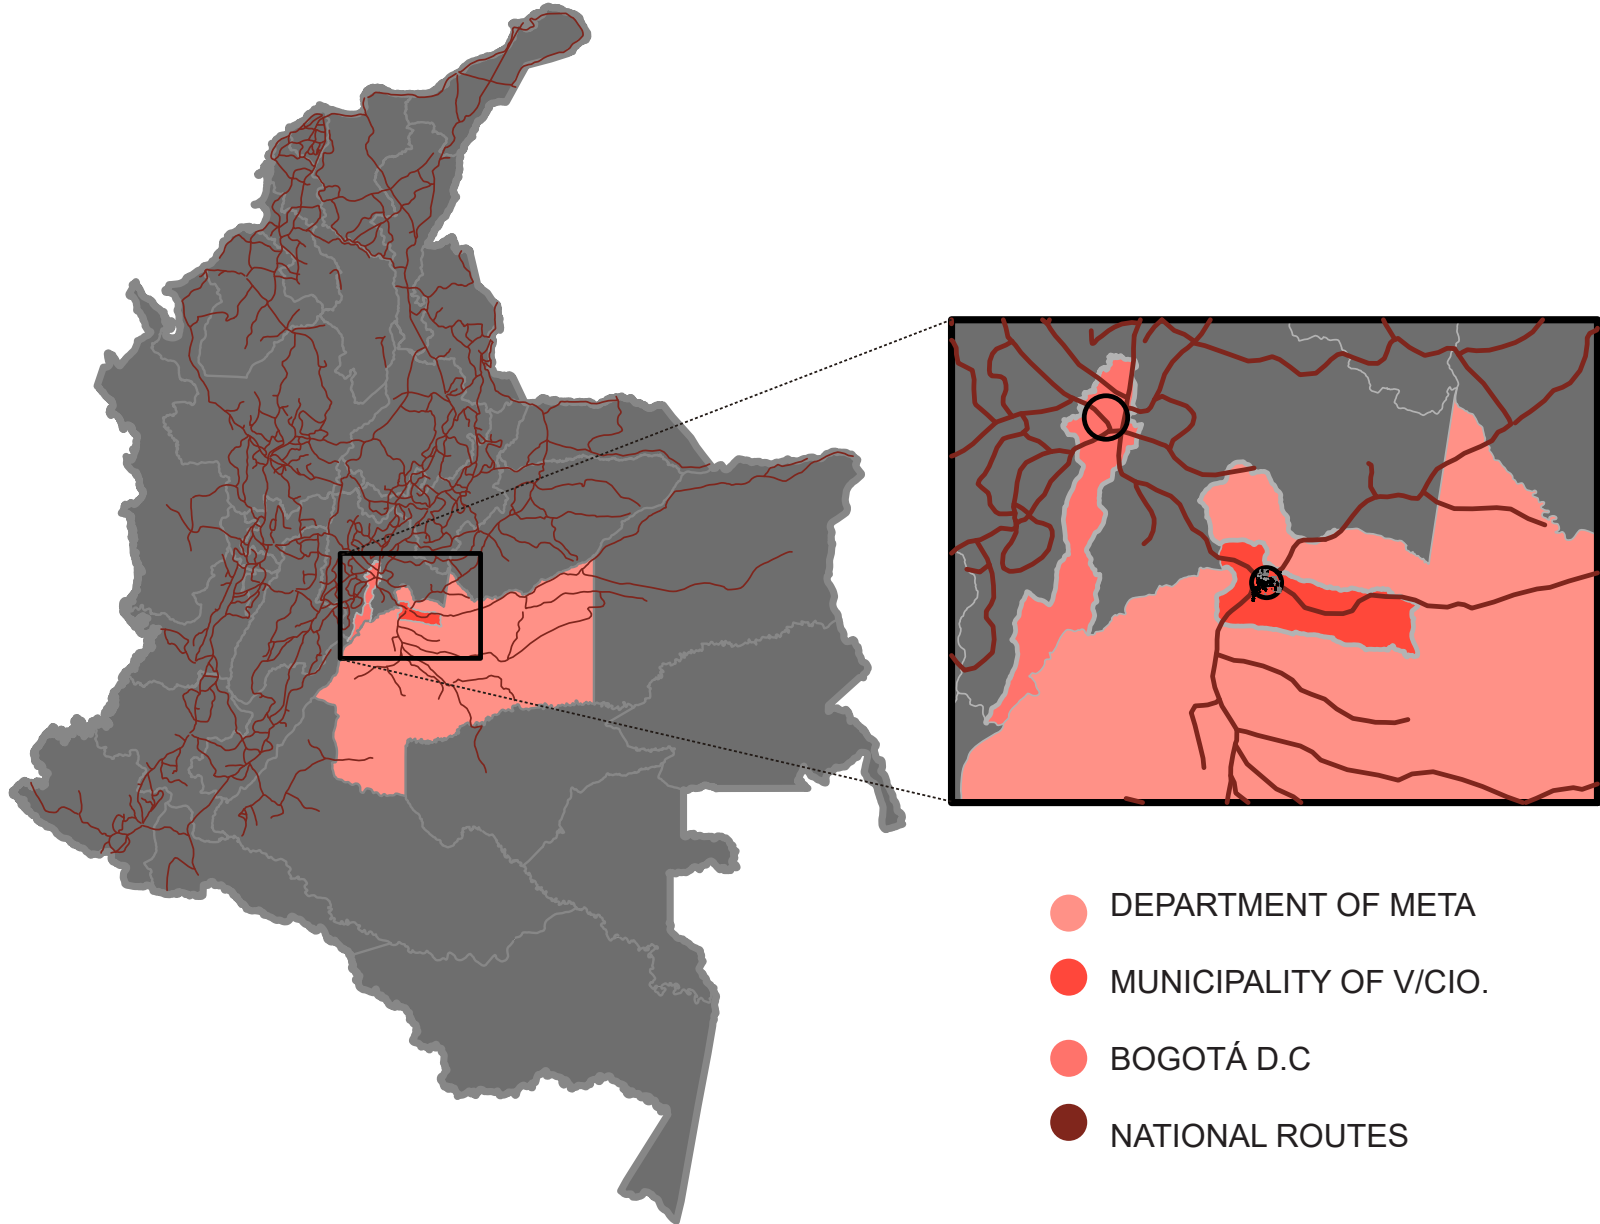 DEPARTMENT OF META
MUNICIPALITY OF V/CIO.
BOGOTÁ D.C
NATIONAL ROUTES